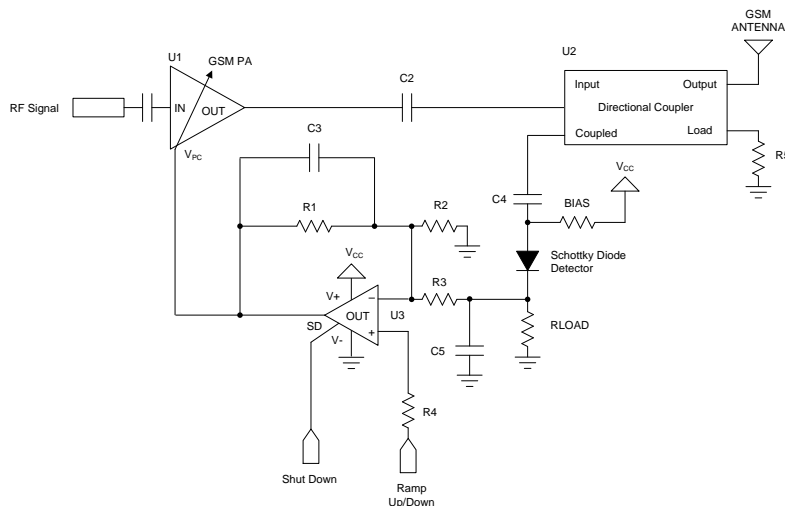 GSM
ANTENNA
U1
GSM PA
C2
U2
Input
Output
RF Signal
IN
OUT
Directional Coupler
Coupled
Load
C3
VPC
R5
VCC
C4
BIAS
R1
R2
Schottky Diode
Detector
VCC
V+
R3
OUT
U3
SD
V-
−
+
C5
RLOAD
R4
Shut Down
Ramp
Up/Down